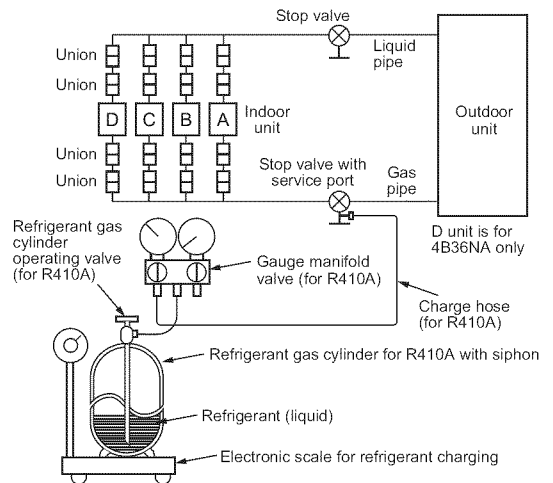 Stop valve
Liquid
pipe
Union
Union
D
C
B
A
Indoor
unit
Outdoor
unit
Union
Union
Stop valve with
service port
Gas
pipe
D unit is for
4B36NA only
Refrigerant gas
cylinder
operating valve
(for R410A)
Gauge manifold
valve (for R410A)
Charge hose
(for R410A)
Refrigerant gas cylinder for R410A with siphon
Refrigerant (liquid)
Electronic scale for refrigerant charging